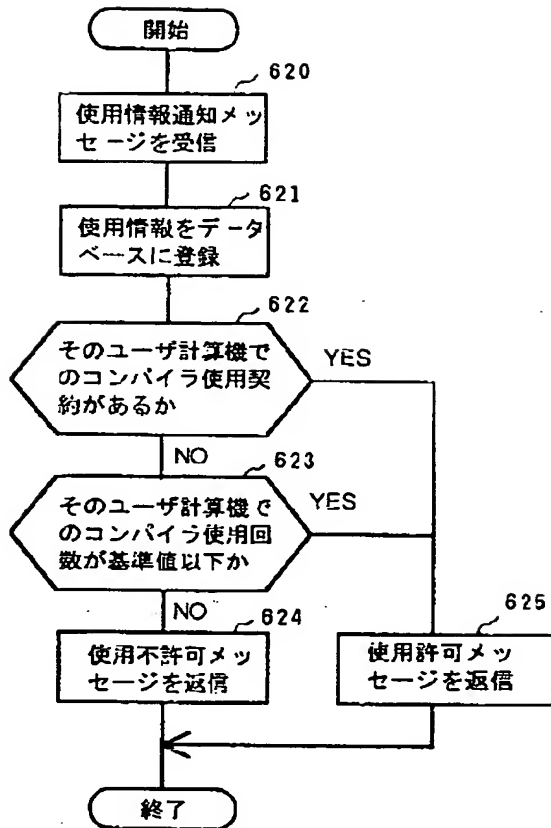 開始
620
使用情報通知メッ
セージを受信
621
使用情報をデータ
ベースに登録
622
そのユーザ計算機で
のコンパイラ使用契
約があるか
YES
NO
623
そのユーザ計算機で
のコンパイラ使用回
数が基準値以下か
YES
NO
624
使用不許可メッ
セージを返信
625
使用許可メッ
セージを返信
終了